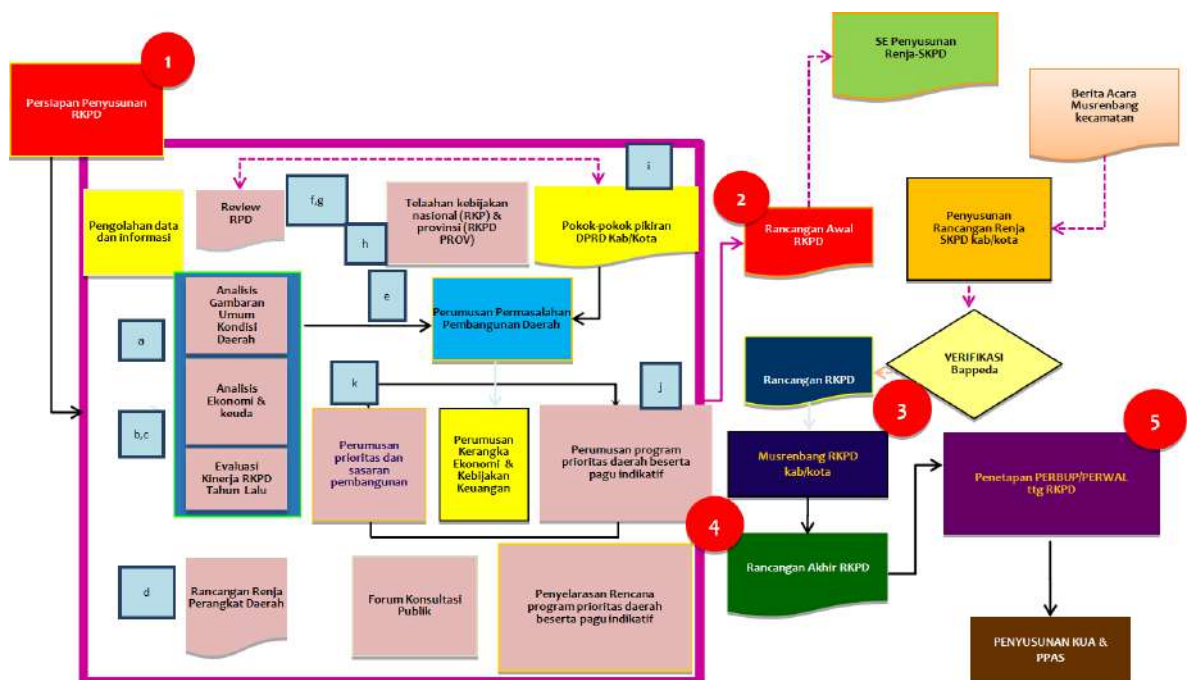 1
Persiapan Penyusunan
RKPD
SE Penyusunan
Renja-SKPD
Berita Acara
Musrenbang
kecamatan
i
Pengolahan data
dan informasi
Review
RPD
f,g
h
Telaahan kebijakan
nasional (RKP) &
provinsi (RKPD
PROV)
Pokok-pokok pikiran
DPRD Kab/Kota
2
Rancangan Awal
RKPD
Penyusunan
Rancangan Renja
SKPD kab/kota
e
Analisis
Gambaran
Umum
Kondisi
Daerah
Perumusan Permasalahan
Pembangunan Daerah
a
VERIFIKASI
Bappeda
Rancangan RKPD
3
k
j
Analisis
Ekonomi &
keuda
b,c
Perumusan
prioritas dan
sasaran
pembangunan
Perumusan
Kerangka
Ekonomi &
Kebijakan
Keuangan
Perumusan program
prioritas daerah beserta
pagu indikatif
Musrenbang RKPD
kab/kota
5
Penetapan PERBUP/PERWAL
ttg RKPD
Evaluasi
Kinerja RKPD
Tahun Lalu
4
Rancangan Akhir RKPD
d
Rancangan Renja
Perangkat Daerah
Forum Konsultasi
Publik
Penyelarasan Rencana
program prioritas daerah
beserta pagu indikatif
PENYUSUNAN KUA &
PPAS